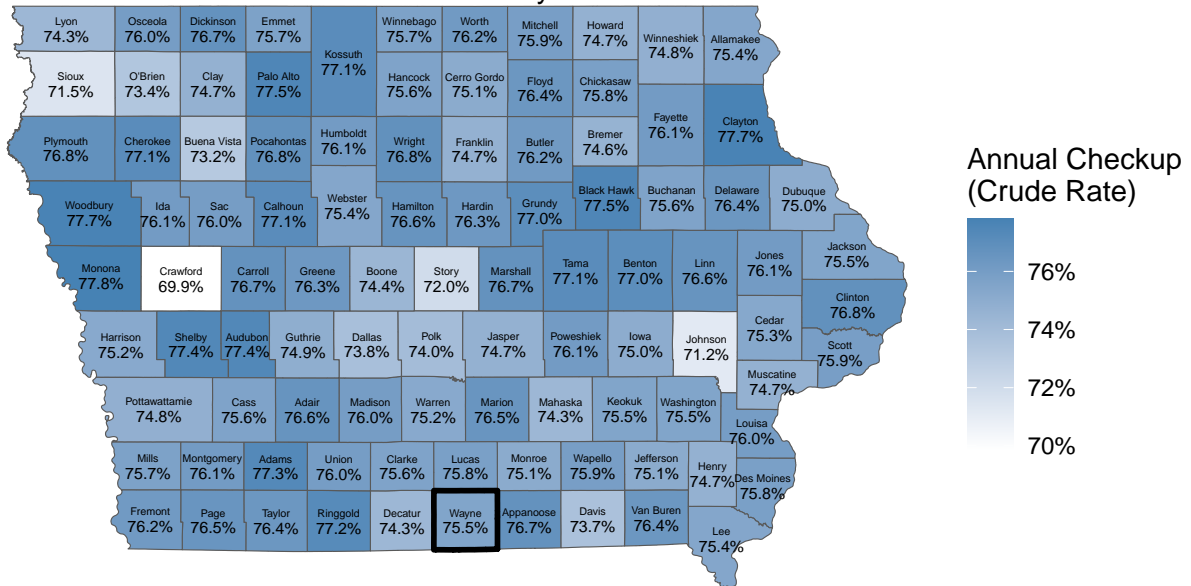 Lyon Osceola Dickinson Emmet Winnebago Worth Mitchell Howard
74.3% 76.0% 76.7% 75.7% 75.7% 76.2% 75.9% 74.7%
Kossuth Winneshiek Allamakee
77.1% 74.8% 75.4%
Sioux O'Brien Clay Palo Alto Hancock Cerro Gordo Floyd Chickasaw
71.5% 73.4% 74.7% 77.5% 75.6% 75.1% 76.4% 75.8%
Plymouth Cherokee Buena Vista Pocahontas Humboldt Wright Franklin Butler Bremer Fayette Clayton
76.8% 77.1% 73.2% 76.8% 76.1% 76.8% 74.7% 76.2% 74.6% 76.1% 77.7%
Woodbury Ida Sac Calhoun Webster Hamilton Hardin Grundy Black Hawk Buchanan Delaware Dubuque
77.7% 76.1% 76.0% 77.1% 75.4% 76.6% 76.3% 77.0% 77.5% 75.6% 76.4% 75.0%
Monona Crawford Carroll Greene Boone Story Marshall Tama Benton Linn Jones Jackson
77.8% 69.9% 76.7% 76.3% 74.4% 72.0% 76.7% 77.1% 77.0% 76.6% 76.1% 75.5%
Clinton
76.8%
Harrison Shelby Audubon Guthrie Dallas Polk Jasper Poweshiek Iowa Johnson Cedar Scott
75.2% 77.4% 77.4% 74.9% 73.8% 74.0% 74.7% 76.1% 75.0% 71.2% 75.3% 75.9%
Muscatine
74.7%
Pottawattamie Cass Adair Madison Warren Marion Mahaska Keokuk Washington Louisa
74.8% 75.6% 76.6% 76.0% 75.2% 76.5% 74.3% 75.5% 75.5% 76.0%
Mills Montgomery Adams Union Clarke Lucas Monroe Wapello Jefferson Henry Des Moines
75.7% 76.1% 77.3% 76.0% 75.6% 75.8% 75.1% 75.9% 75.1% 74.7% 75.8%
Fremont Page Taylor Ringgold Decatur Wayne Appanoose Davis Van Buren Lee
76.2% 76.5% 76.4% 77.2% 74.3% 75.5% 76.7% 73.7% 76.4% 75.4%
Annual Checkup
(Crude Rate)
76%
74%
72%
70%